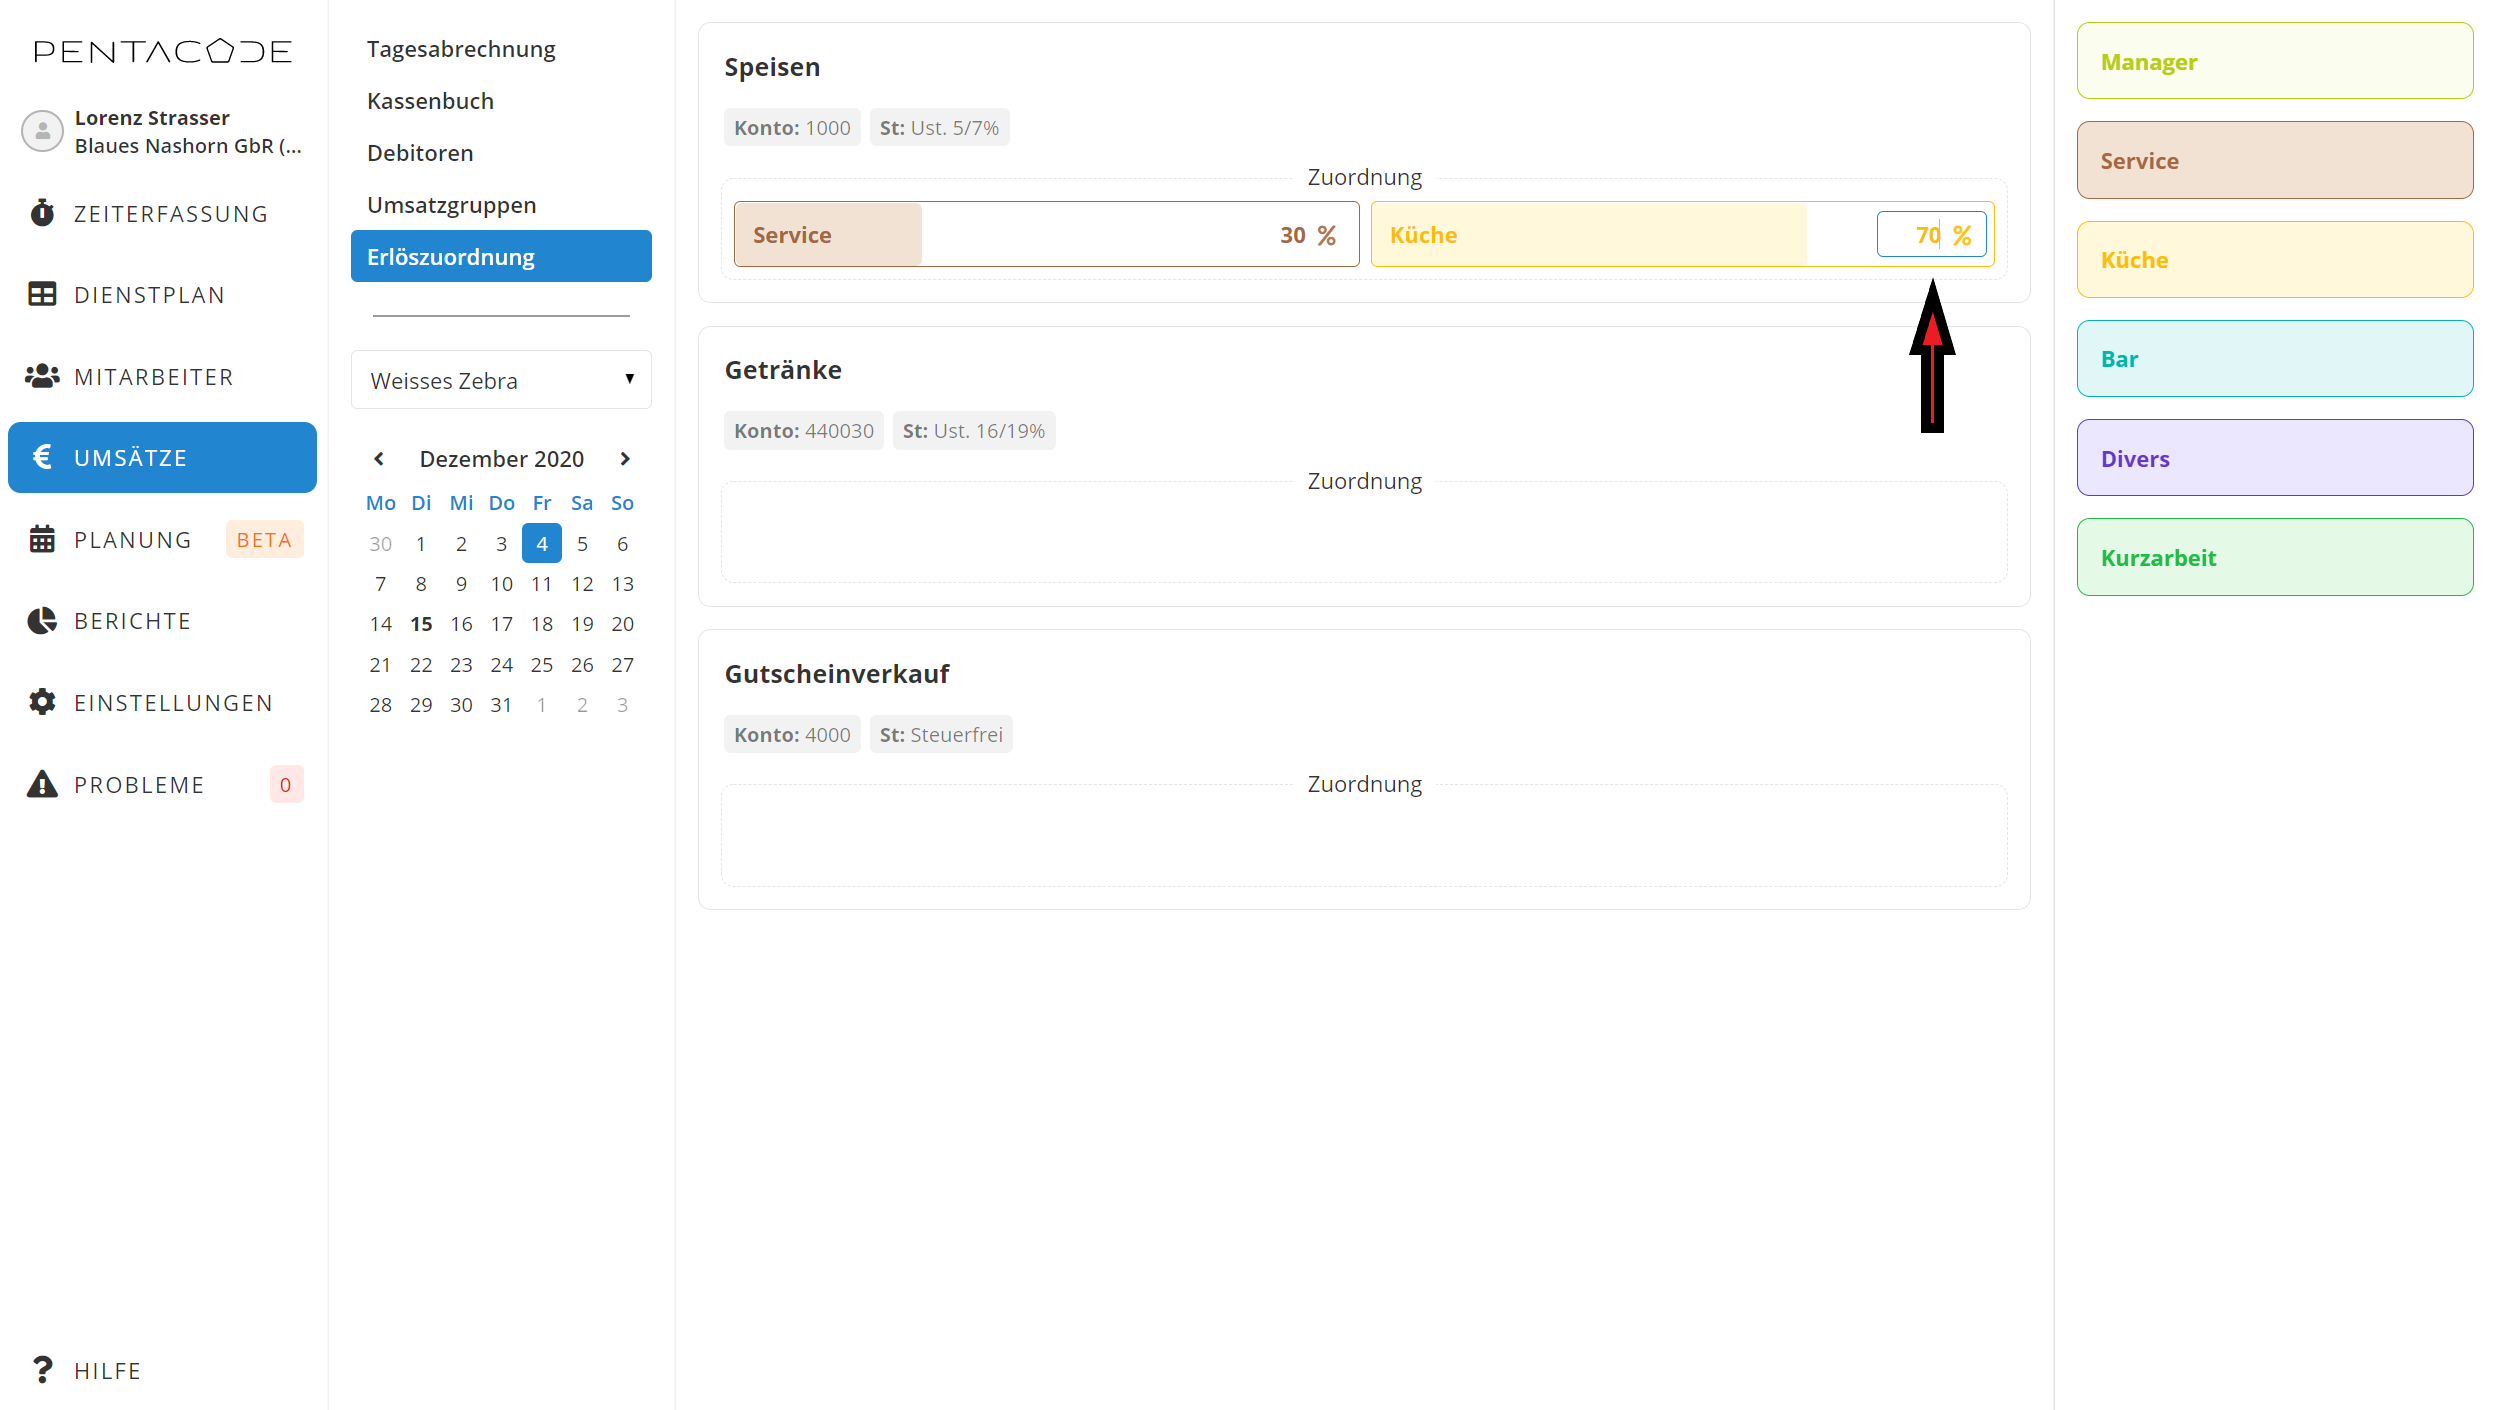 PENTACODE
Lorenz Strasser
Blaues Nashorn GbR (...
ZEITERFASSUNG
DIENSTPLAN
MITARBEITER
UMSÄTZE
PLANUNG BETA
BERICHTE
EINSTELLUNGEN
PROBLEME 0
HILFE
Tagesabrechnung
Kassenbuch
Debitoren
Umsatzgruppen
Erlöszuordnung
Weisses Zebra
Dezember 2020
Mo Di Mi Do Fr Sa So
30 1 2 3 4 5 6
7 8 9 10 11 12 13
14 15 16 17 18 19 20
21 22 23 24 25 26 27
28 29 30 31 1 2 3
Speisen
Konto: 1000 St: Ust. 5/7%
Zuordnung
Service 30 % Küche 70 %
Getränke
Konto: 440030 St: Ust. 16/19%
Zuordnung
Gutscheinverkauf
Konto: 4000 St: Steuerfrei
Zuordnung
Manager
Service
Küche
Bar
Divers
Kurzarbeit